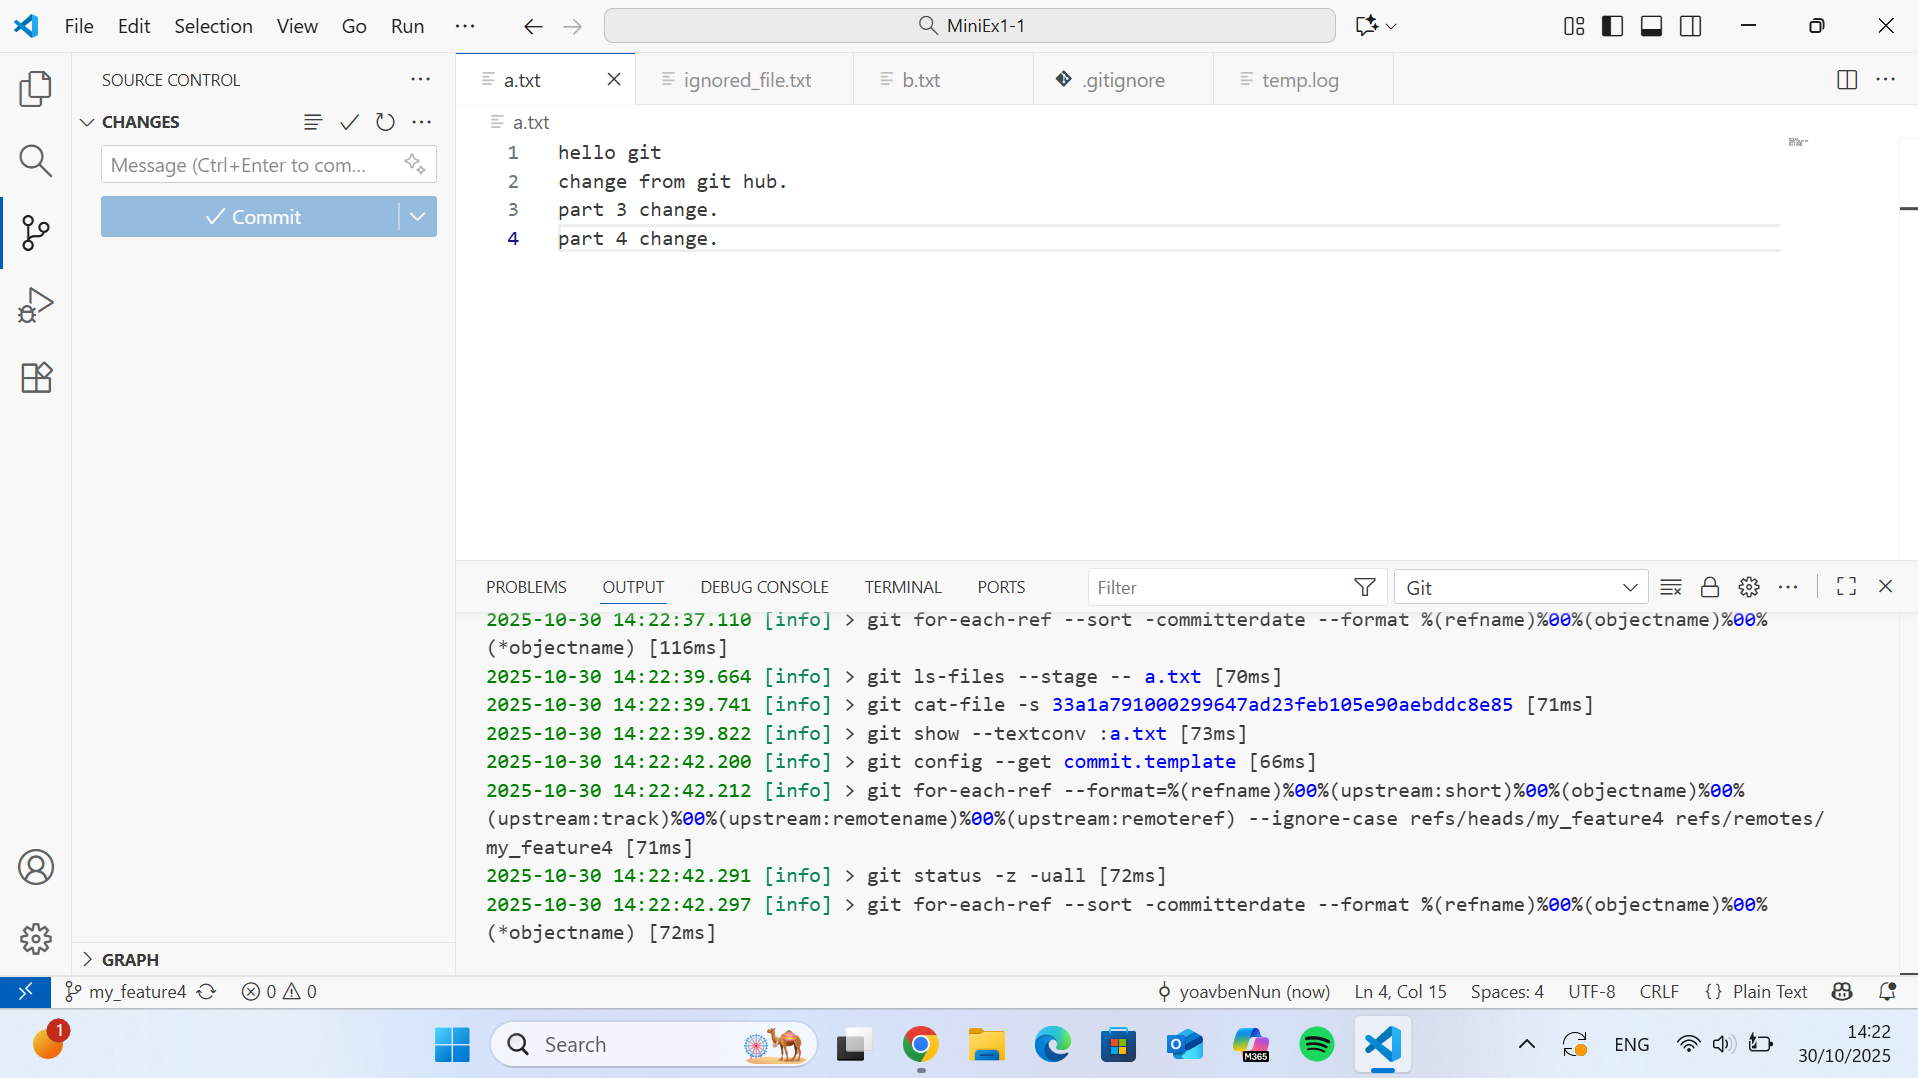 File Edit Selection View Go Run ··· MiniEx1-1
SOURCE CONTROL ···
CHANGES ···
Message (Ctrl+Enter to com...
Commit
a.txt
ignored_file.txt
b.txt
.gitignore
temp.log
···
a.txt
1 hello git
2 change from git hub.
3 part 3 change.
4 part 4 change.
PROBLEMS OUTPUT DEBUG CONSOLE TERMINAL PORTS Filter Git ···
2025-10-30 14:22:37.110 [info] > git for-each-ref --sort -committerdate --format %(refname)%00%(objectname)%00%
(*objectname) [116ms]
2025-10-30 14:22:39.664 [info] > git ls-files --stage -- a.txt [70ms]
2025-10-30 14:22:39.741 [info] > git cat-file -s 33a1a791000299647ad23feb105e90aebddc8e85 [71ms]
2025-10-30 14:22:39.822 [info] > git show --textconv :a.txt [73ms]
2025-10-30 14:22:42.200 [info] > git config --get commit.template [66ms]
2025-10-30 14:22:42.212 [info] > git for-each-ref --format=%(refname)%00%(upstream:short)%00%(objectname)%00%
(upstream:track)%00%(upstream:remotename)%00%(upstream:remoteref) --ignore-case refs/heads/my_feature4 refs/remotes/
my_feature4 [71ms]
2025-10-30 14:22:42.291 [info] > git status -z -uall [72ms]
2025-10-30 14:22:42.297 [info] > git for-each-ref --sort -committerdate --format %(refname)%00%(objectname)%00%
(*objectname) [72ms]
GRAPH
my_feature4 0 0 yoavbenNun (now) Ln 4, Col 15 Spaces: 4 UTF-8 CRLF {} Plain Text
1 Search M365 ENG 14:22
30/10/2025